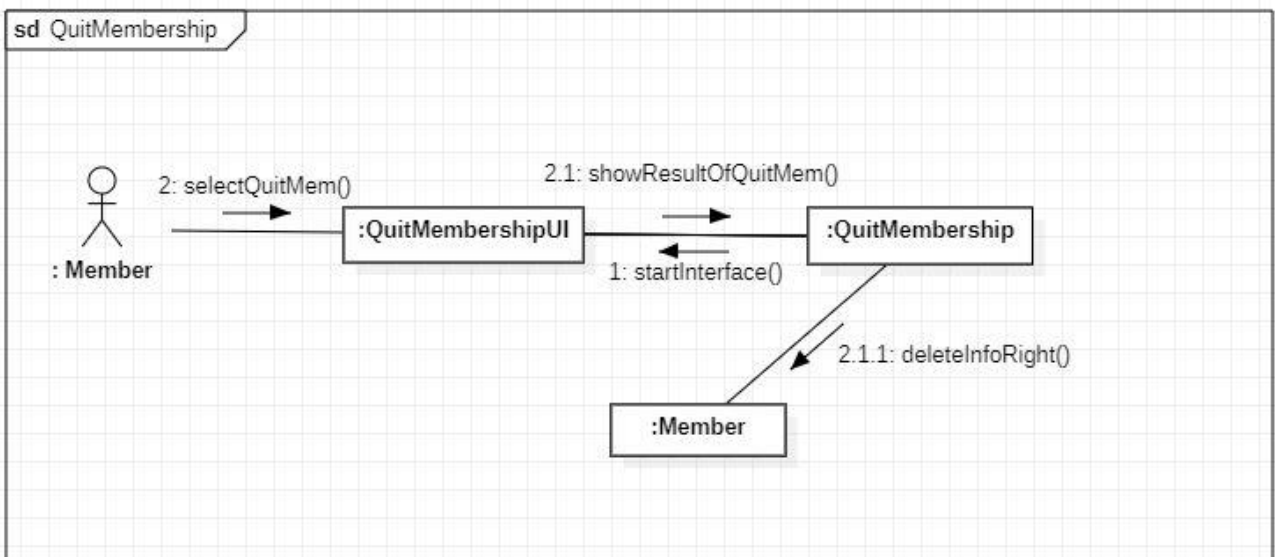 sd QuitMembership
2: selectQuitMem()
2.1: showResultOfQuitMem()
:QuitMembershipUI
:QuitMembership
: Member
1: startInterface()
2.1.1: deleteInfoRight()
:Member